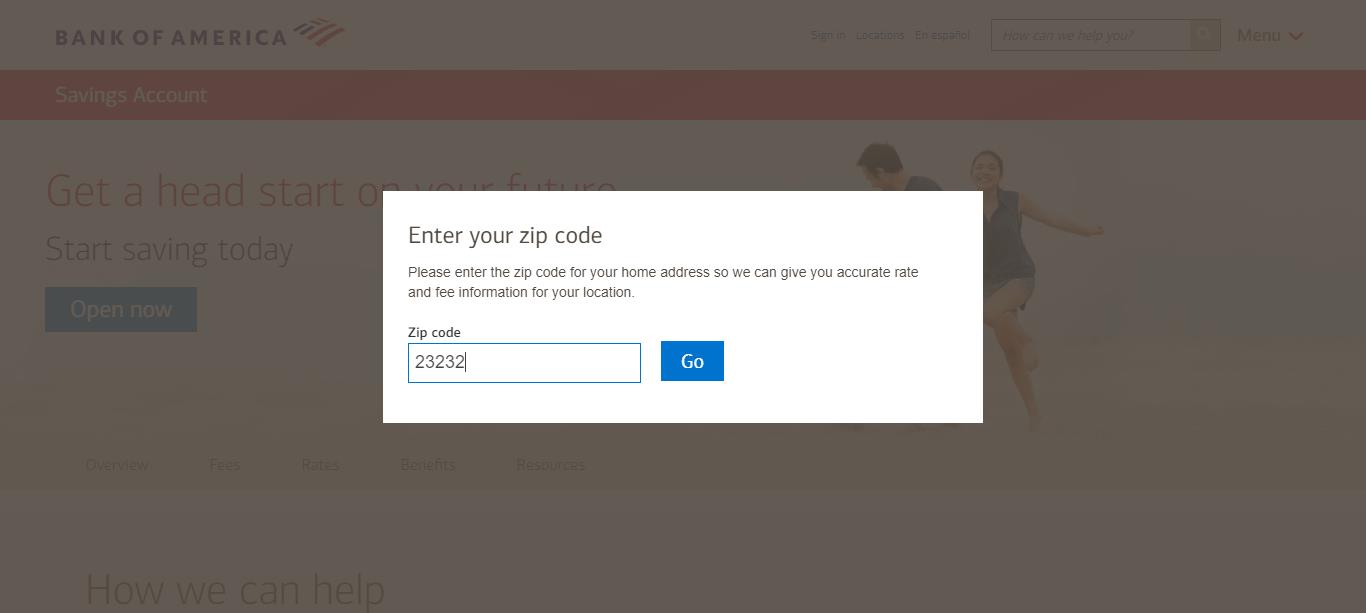 BANK OF AMERICA
Sign in Locations En español
How can we help you?
Menu
Savings Account
Get a head start on your future
Start saving today
Open now
Enter your zip code
Please enter the zip code for your home address so we can give you accurate rate
and fee information for your location.
Zip code
23232
Go
Overview Fees Rates Benefits Resources
How we can help